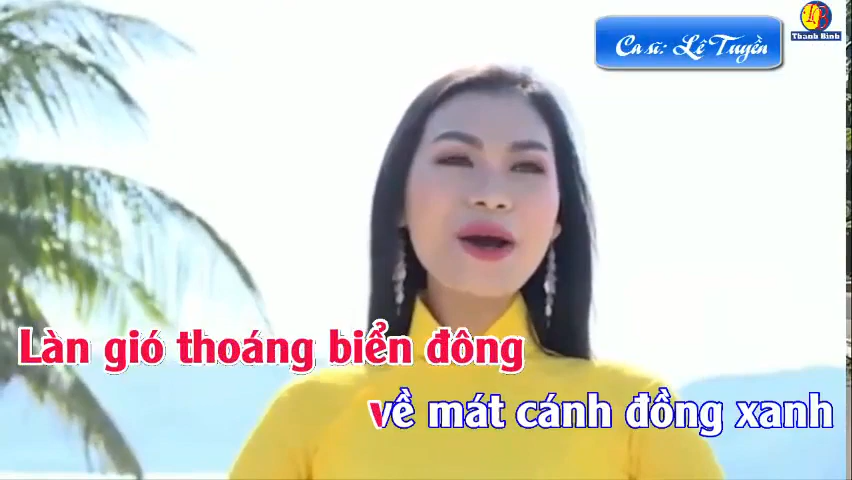 Ca sĩ: Lê Tuyền
Thanh Bình
Làn gió thoáng biển đông
về mát cánh đồng xanh